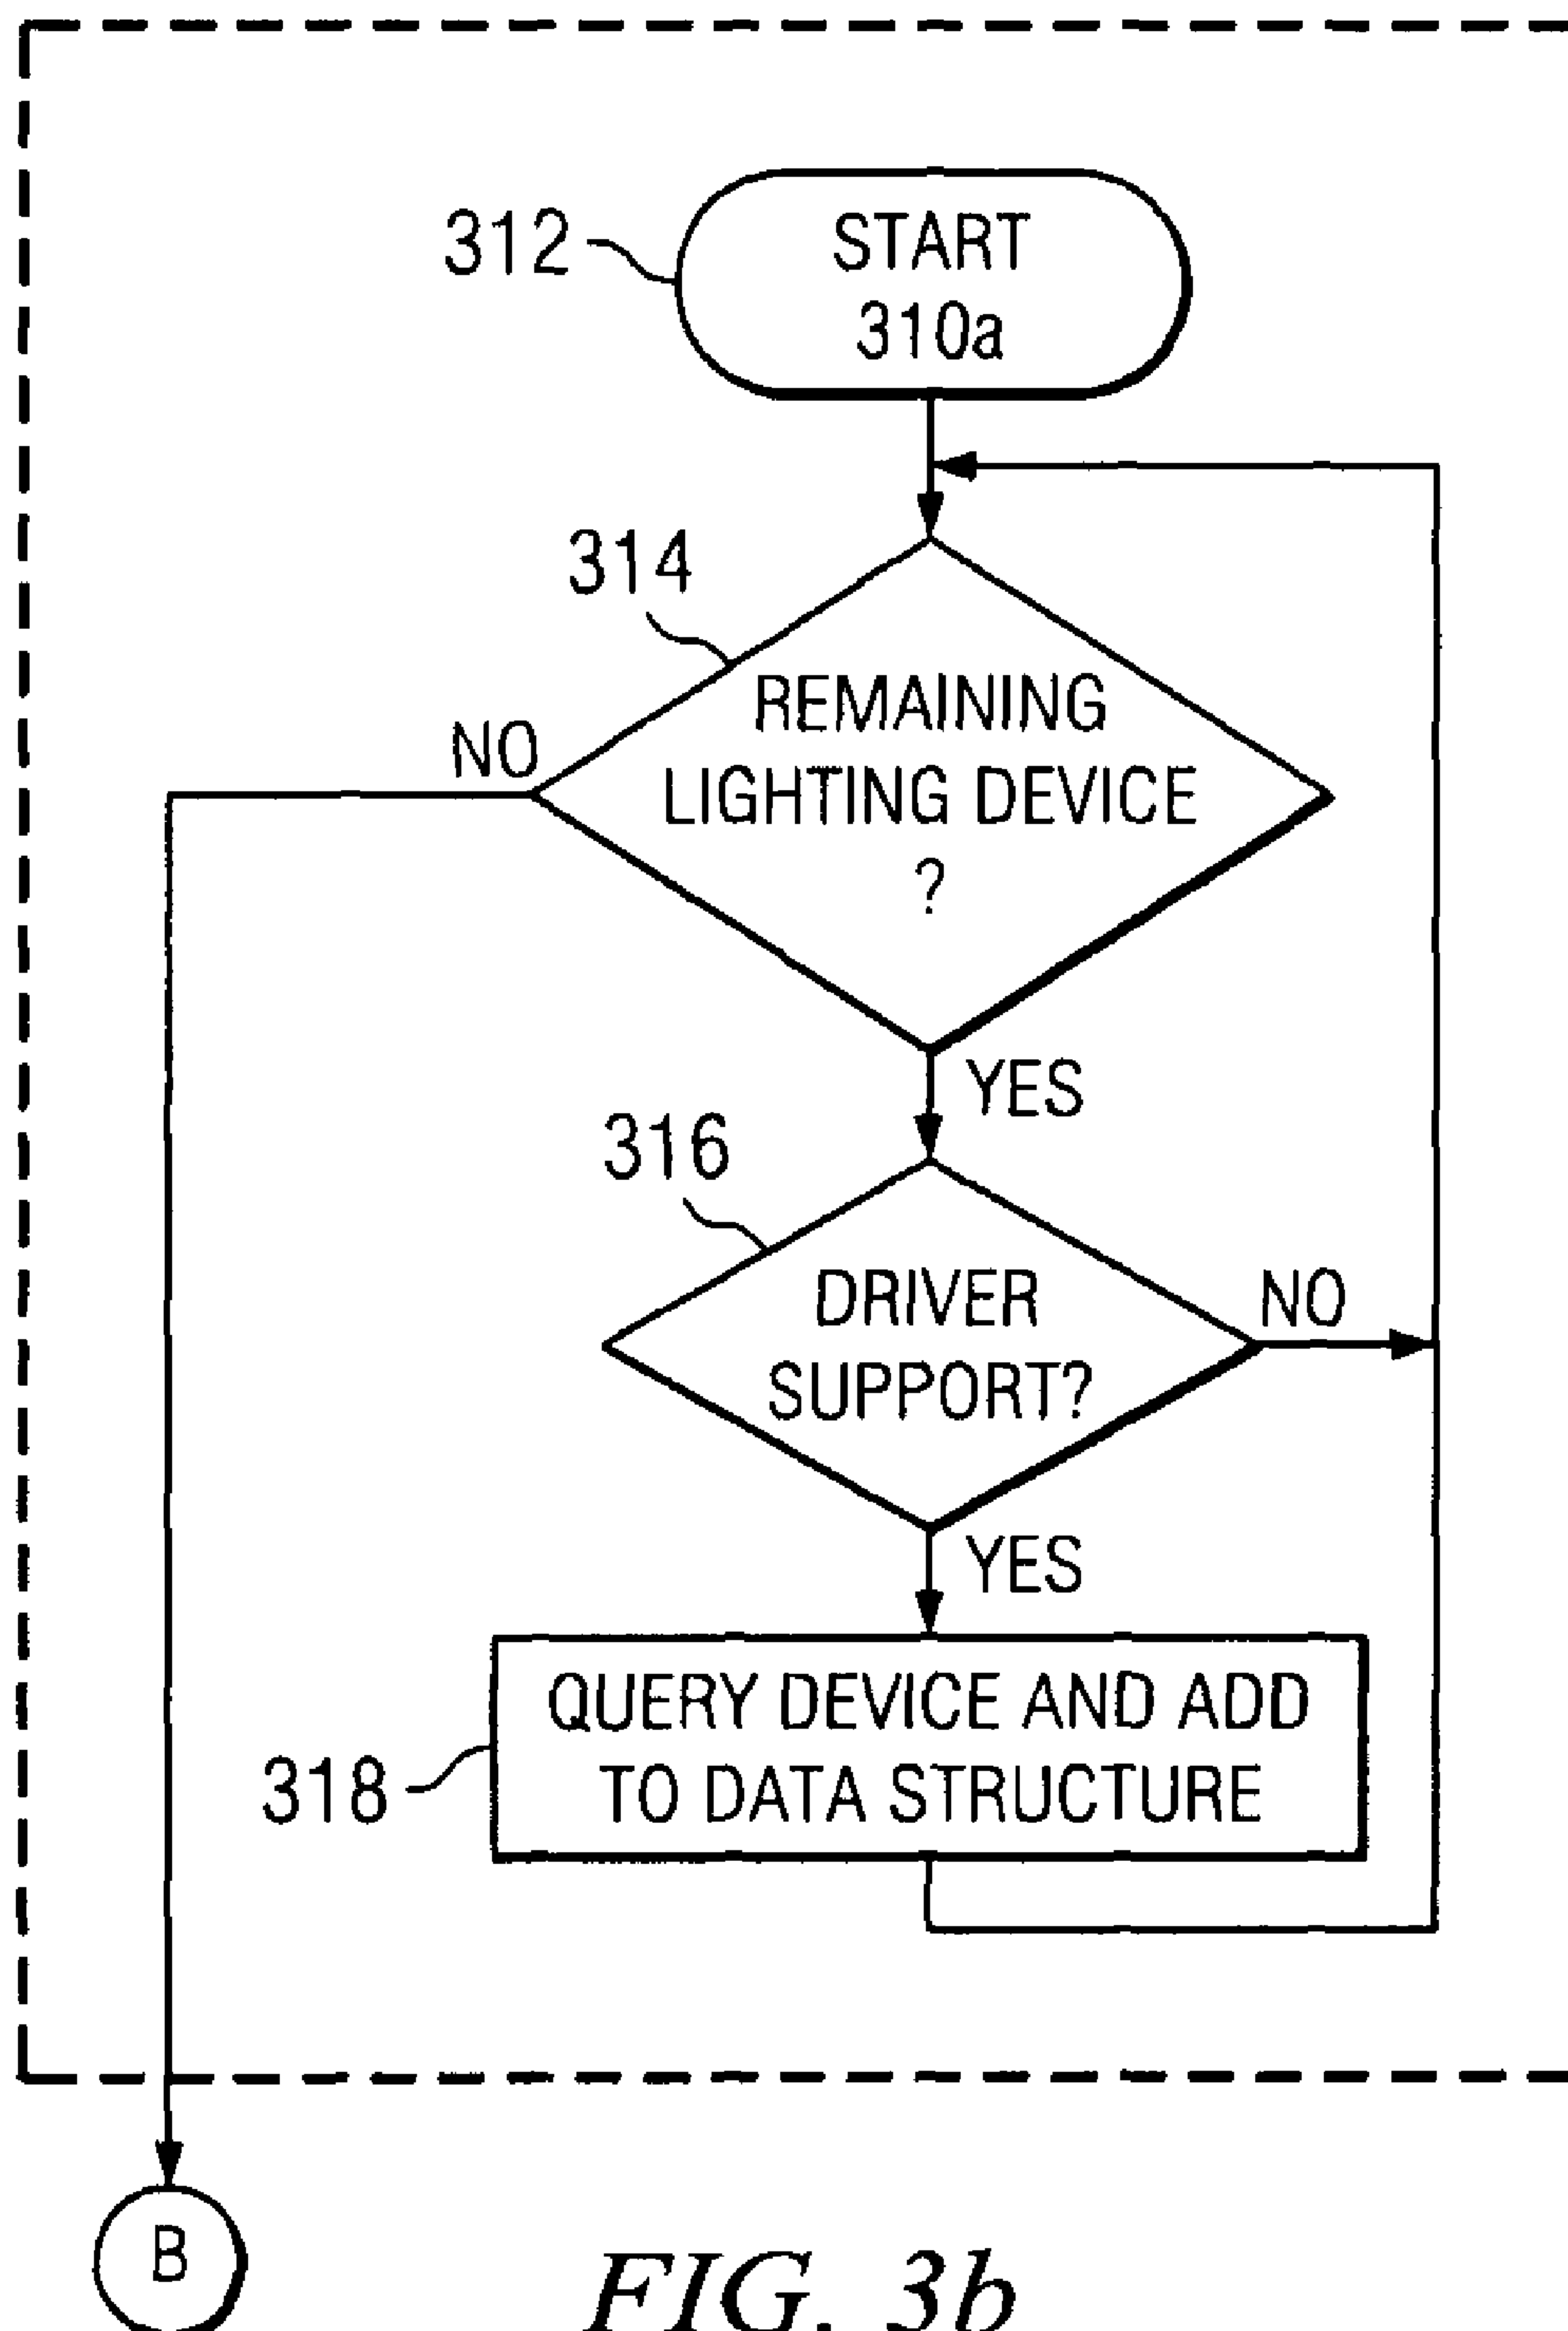 312
START
310a
314
REMAINING
LIGHTING DEVICE
?
NO
YES
316
DRIVER
SUPPORT?
NO
YES
318
QUERY DEVICE AND ADD
TO DATA STRUCTURE
B
FIG. 3b